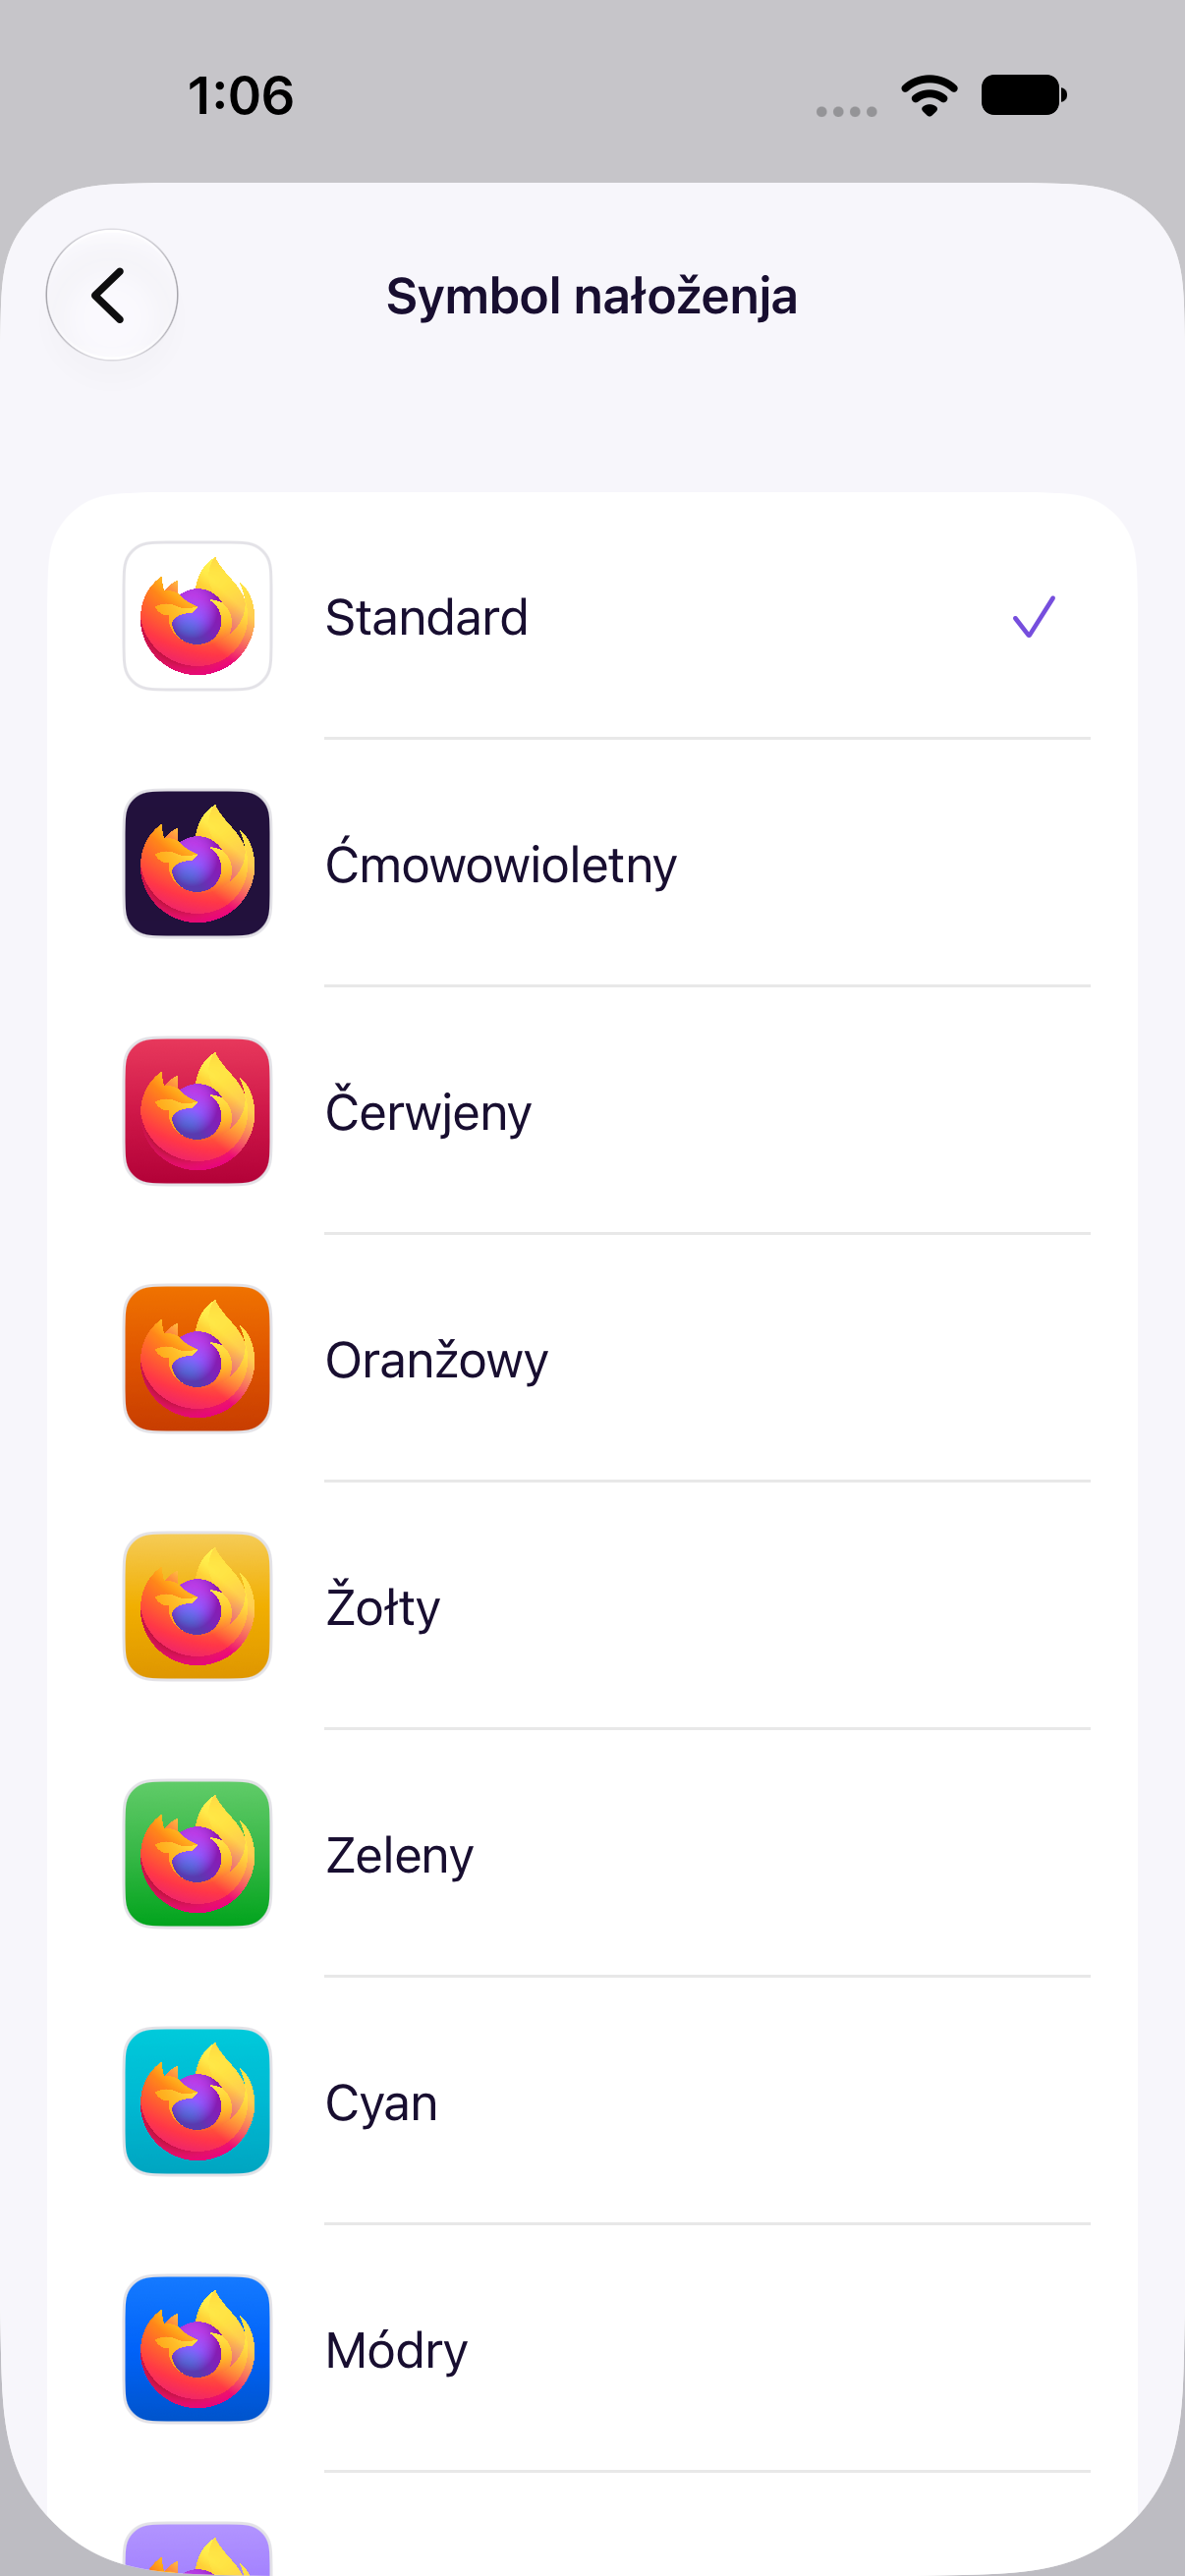 1:06
Symbol nałoženja
Standard
Ćmowowioletny
Čerwjeny
Oranžowy
Žołty
Zeleny
Cyan
Módry